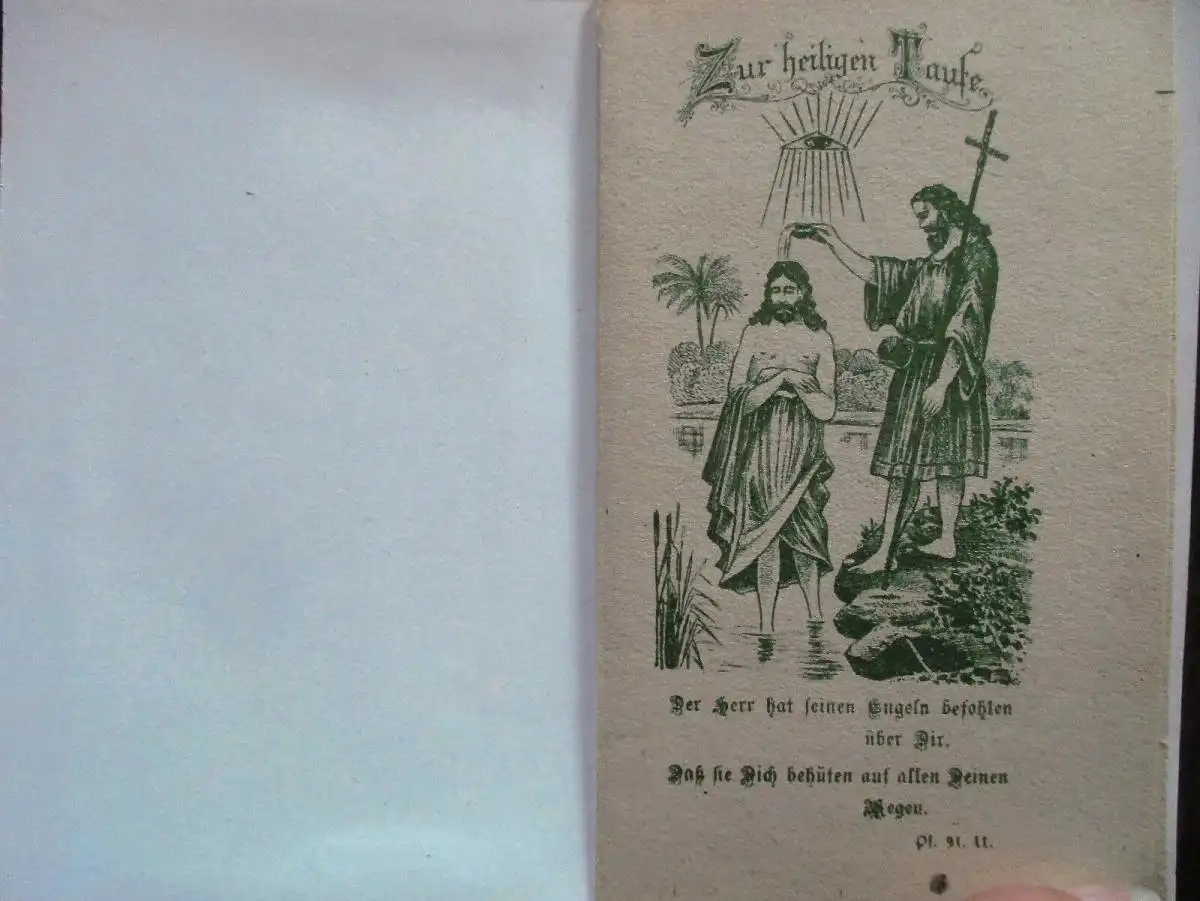 Zur heiligen Taufe.
Der Herr hat seinen Engeln befohlen
über Dir,
Daß sie Dich behüten auf allen Deinen
Wegen.
Ps. 91. 11.